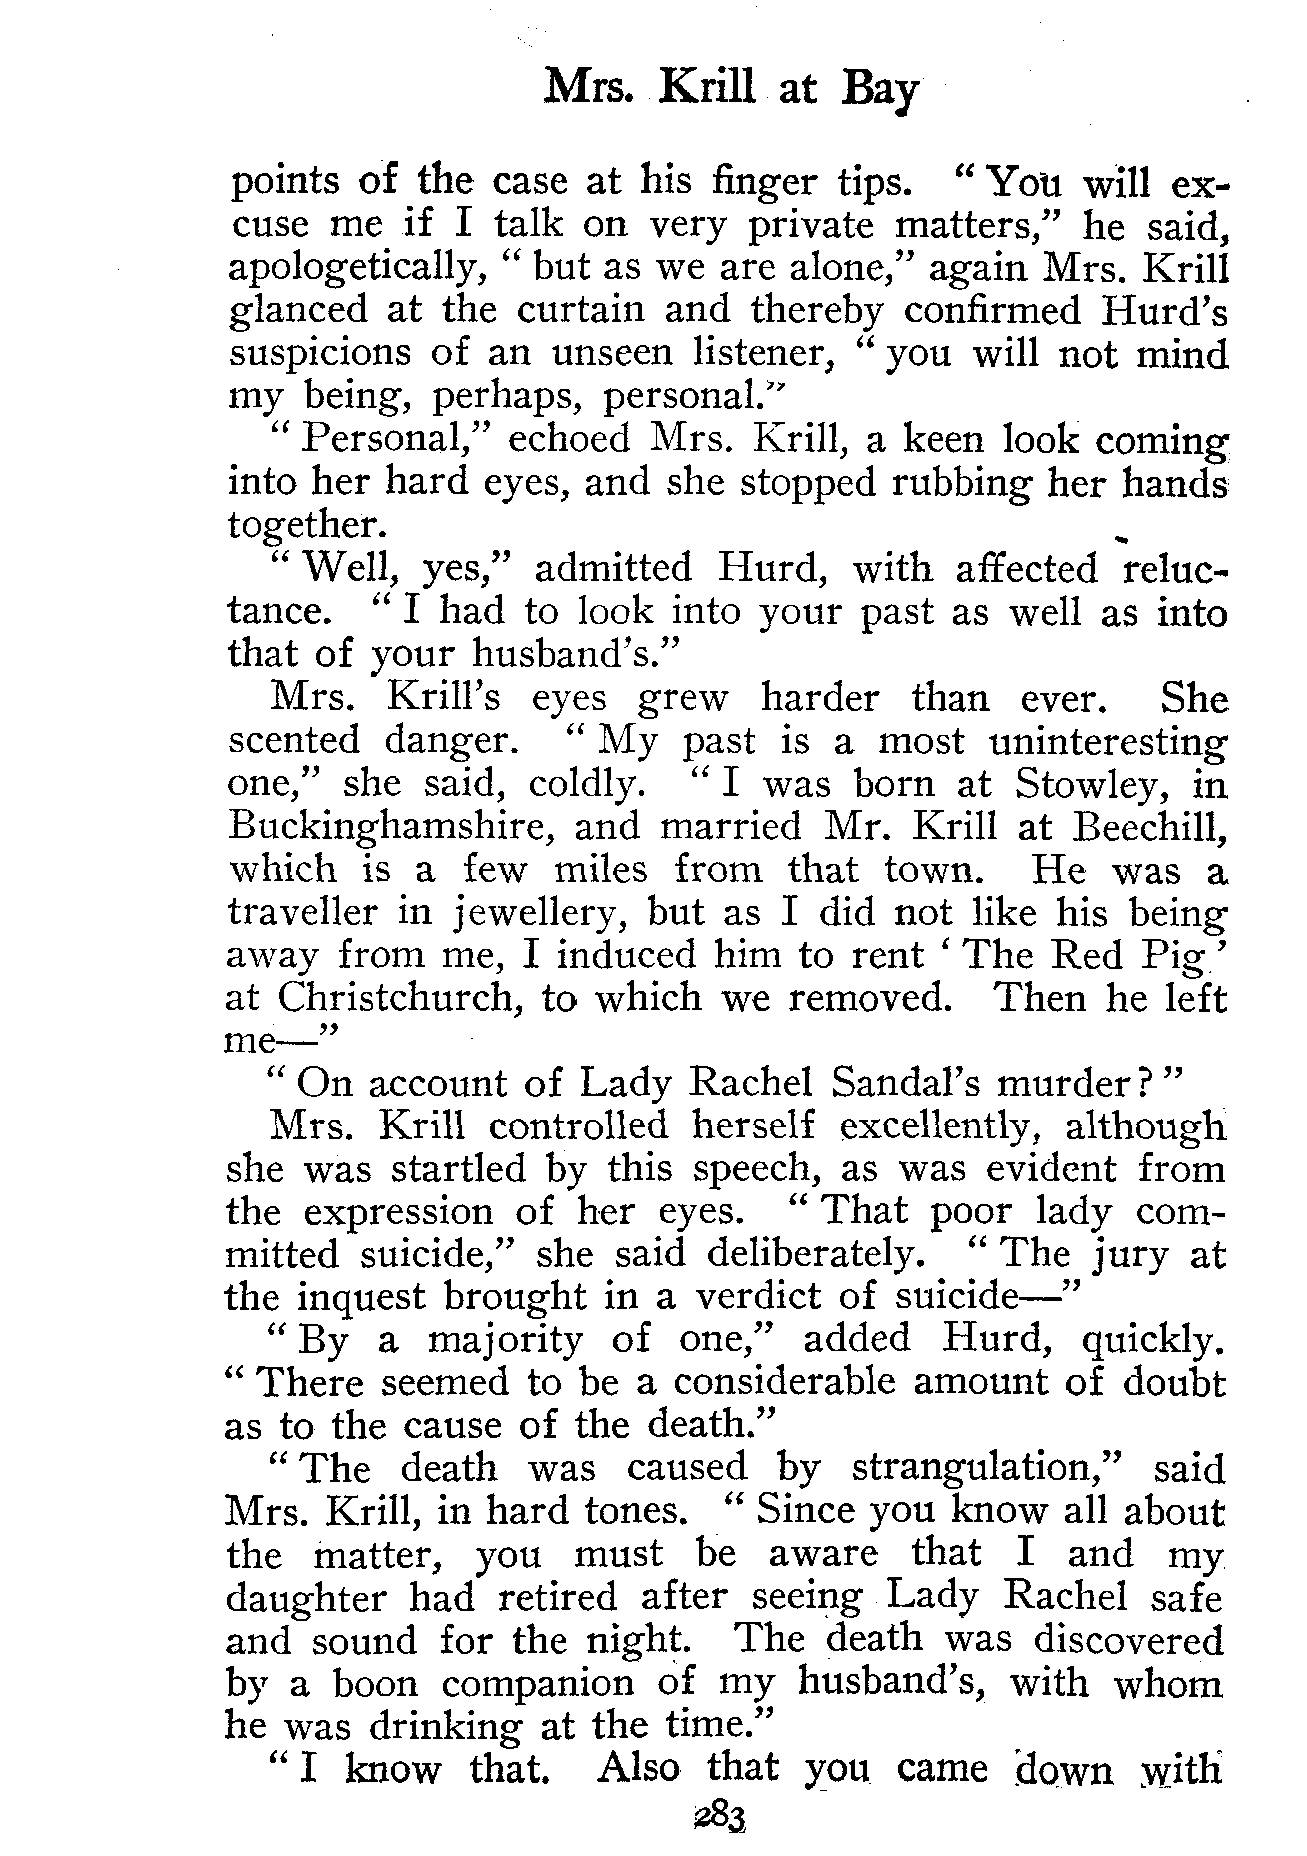 Mrs. Krill at Bay
points of the case at his finger tips. “ You will ex-
cuse me if I talk on very private matters,” he said,
apologetically, “ but as we are alone,” again Mrs. Krill
glanced at the curtain and thereby confirmed Hurd’s
suspicions of an unseen listener, “ you will not mind
my being, perhaps, personal.”
“ Personal,” echoed Mrs. Krill, a keen look coming
into her hard eyes, and she stopped rubbing her hands
together.
“ Well, yes,” admitted Hurd, with affected reluc-
tance. “ I had to look into your past as well as into
that of your husband’s.”
Mrs. Krill’s eyes grew harder than ever. She
scented danger. “ My past is a most uninteresting
one,” she said, coldly. “ I was born at Stowley, in
Buckinghamshire, and married Mr. Krill at Beechill,
which is a few miles from that town. He was a
traveller in jewellery, but as I did not like his being
away from me, I induced him to rent ‘ The Red Pig ’
at Christchurch, to which we removed. Then he left
me—”
“ On account of Lady Rachel Sandal’s murder? ”
Mrs. Krill controlled herself excellently, although
she was startled by this speech, as was evident from
the expression of her eyes. “ That poor lady com-
mitted suicide,” she said deliberately. “ The jury at
the inquest brought in a verdict of suicide—”
“ By a majority of one,” added Hurd, quickly.
“ There seemed to be a considerable amount of doubt
as to the cause of the death.”
“ The death was caused by strangulation,” said
Mrs. Krill, in hard tones. “ Since you know all about
the matter, you must be aware that I and my
daughter had retired after seeing Lady Rachel safe
and sound for the night. The death was discovered
by a boon companion of my husband’s, with whom
he was drinking at the time.”
“ I know that. Also that you came down with
283